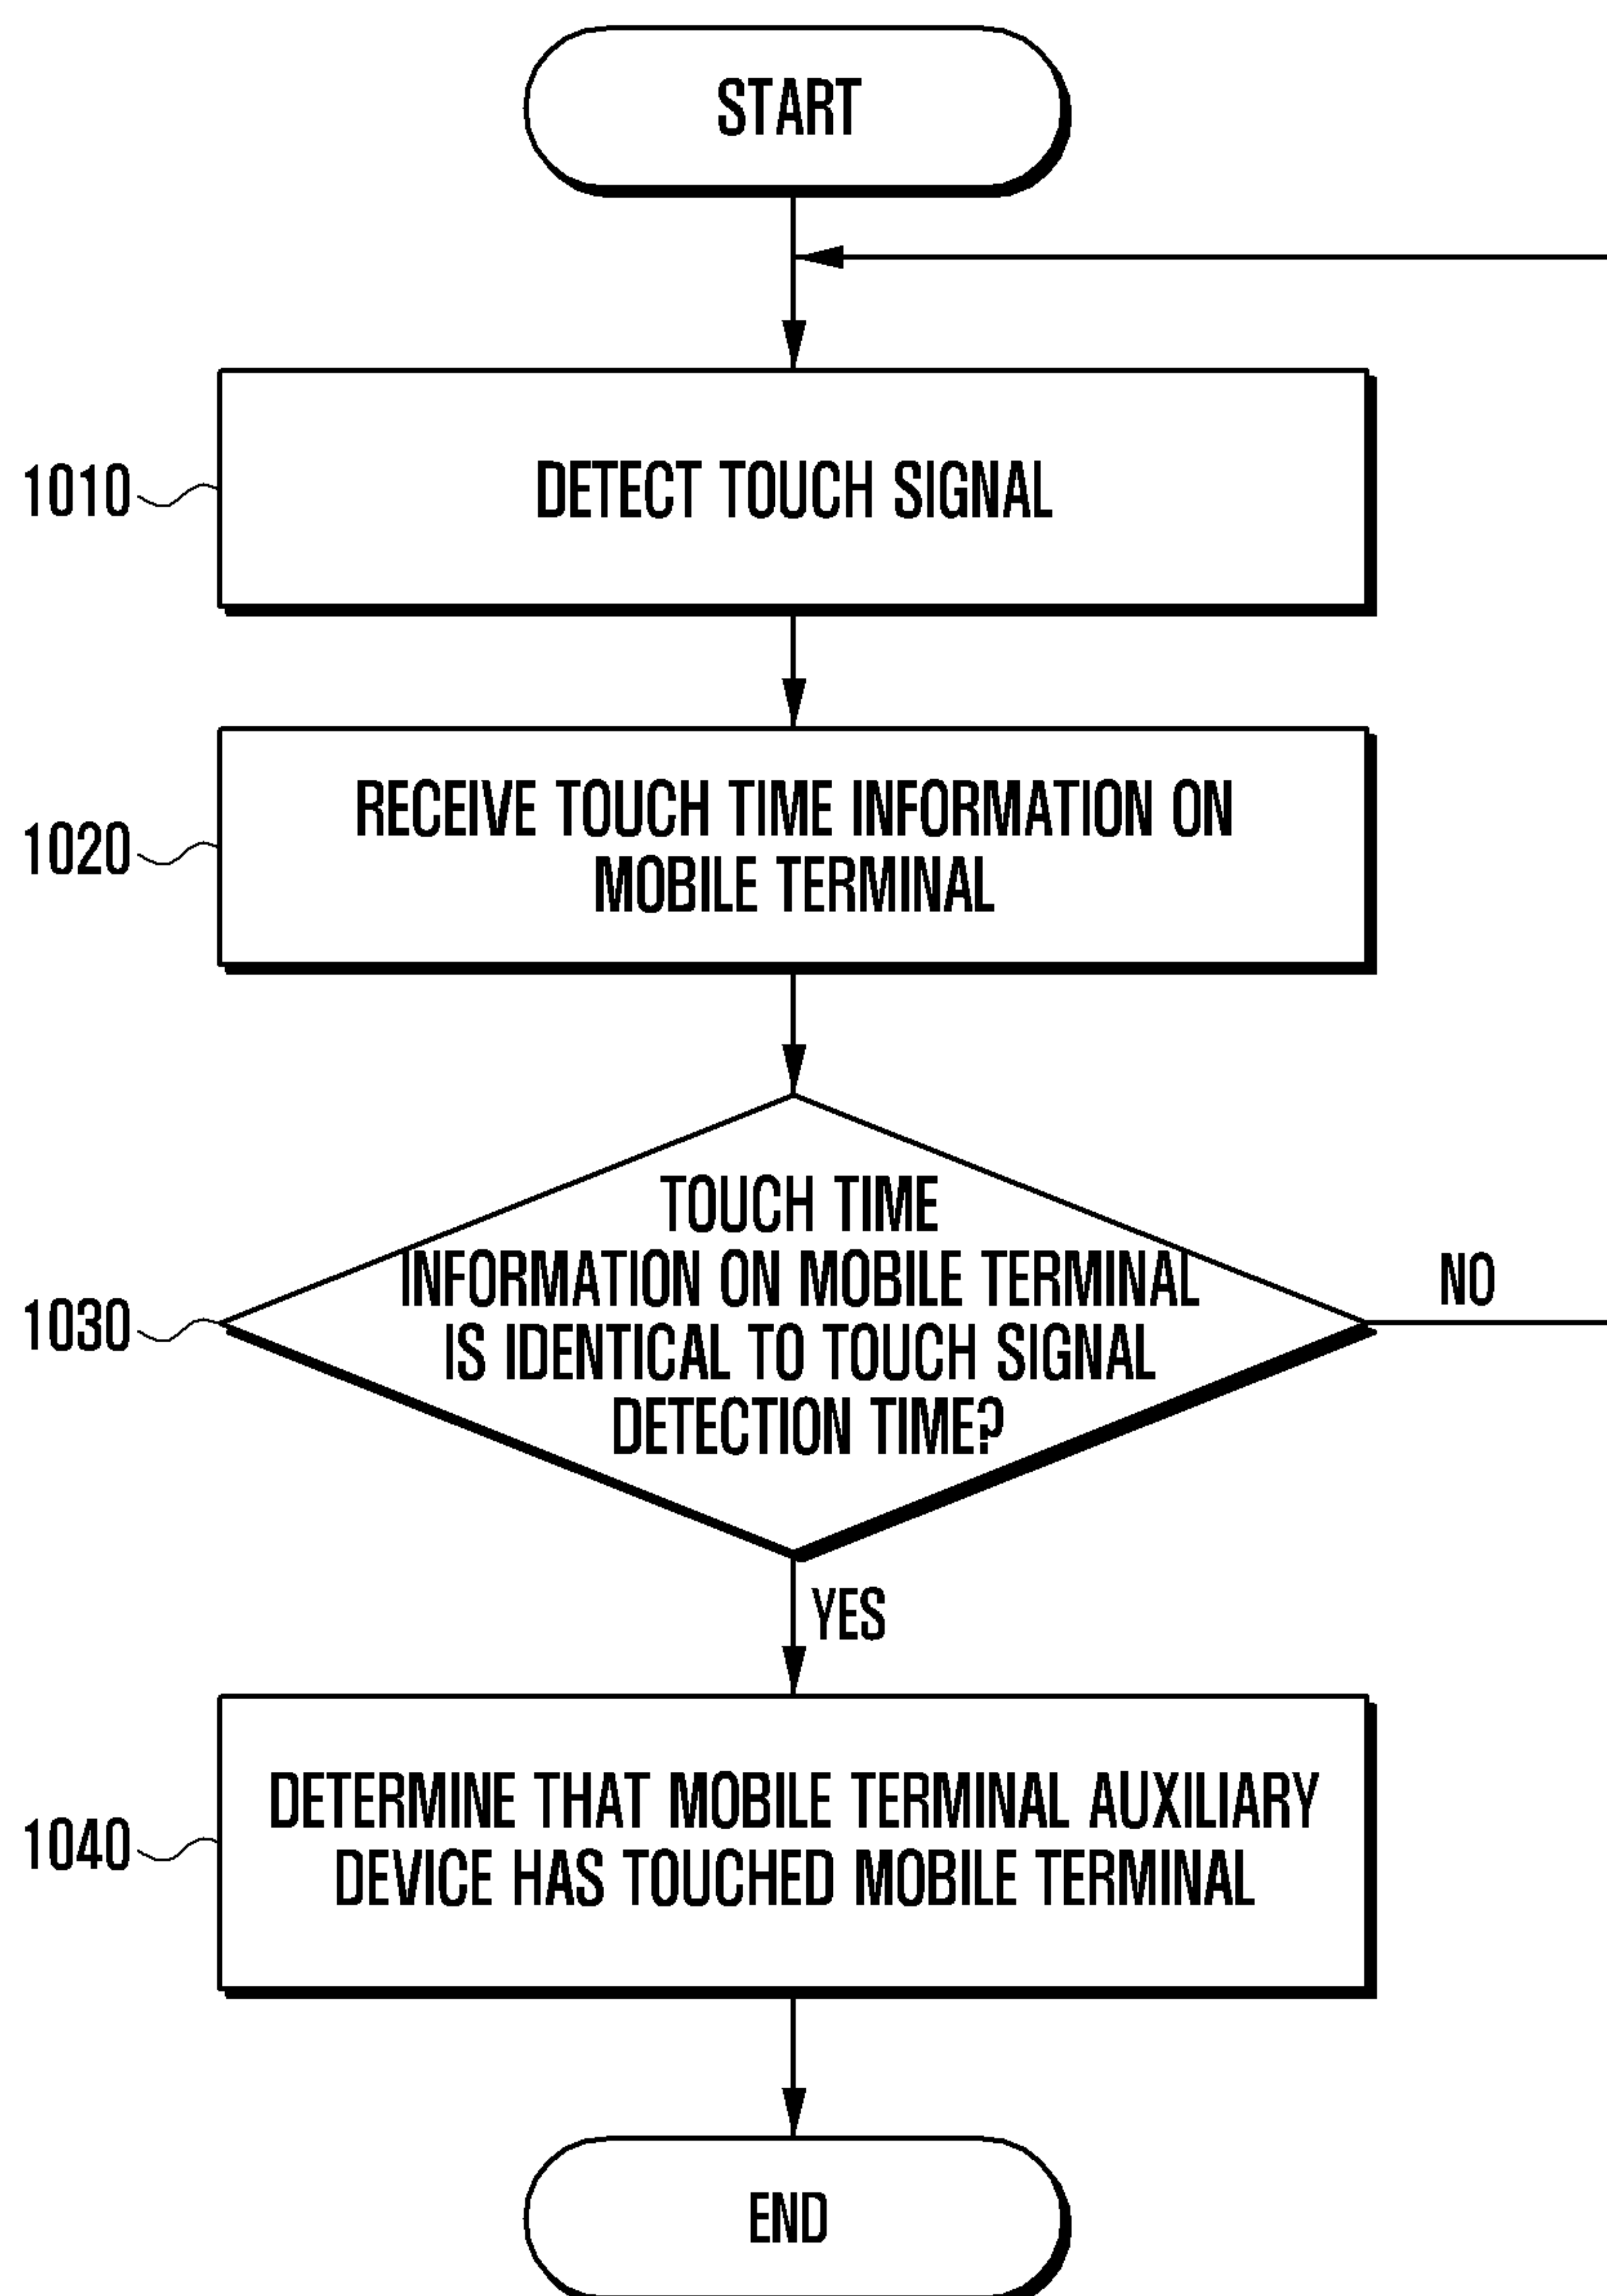 START
1010
DETECT TOUCH SIGNAL
1020
RECEIVE TOUCH TIME INFORMATION ON
MOBILE TERMINAL
1030
TOUCH TIME
INFORMATION ON MOBILE TERMINAL
IS IDENTICAL TO TOUCH SIGNAL
DETECTION TIME?
NO
YES
1040
DETERMINE THAT MOBILE TERMINAL AUXILIARY
DEVICE HAS TOUCHED MOBILE TERMINAL
END